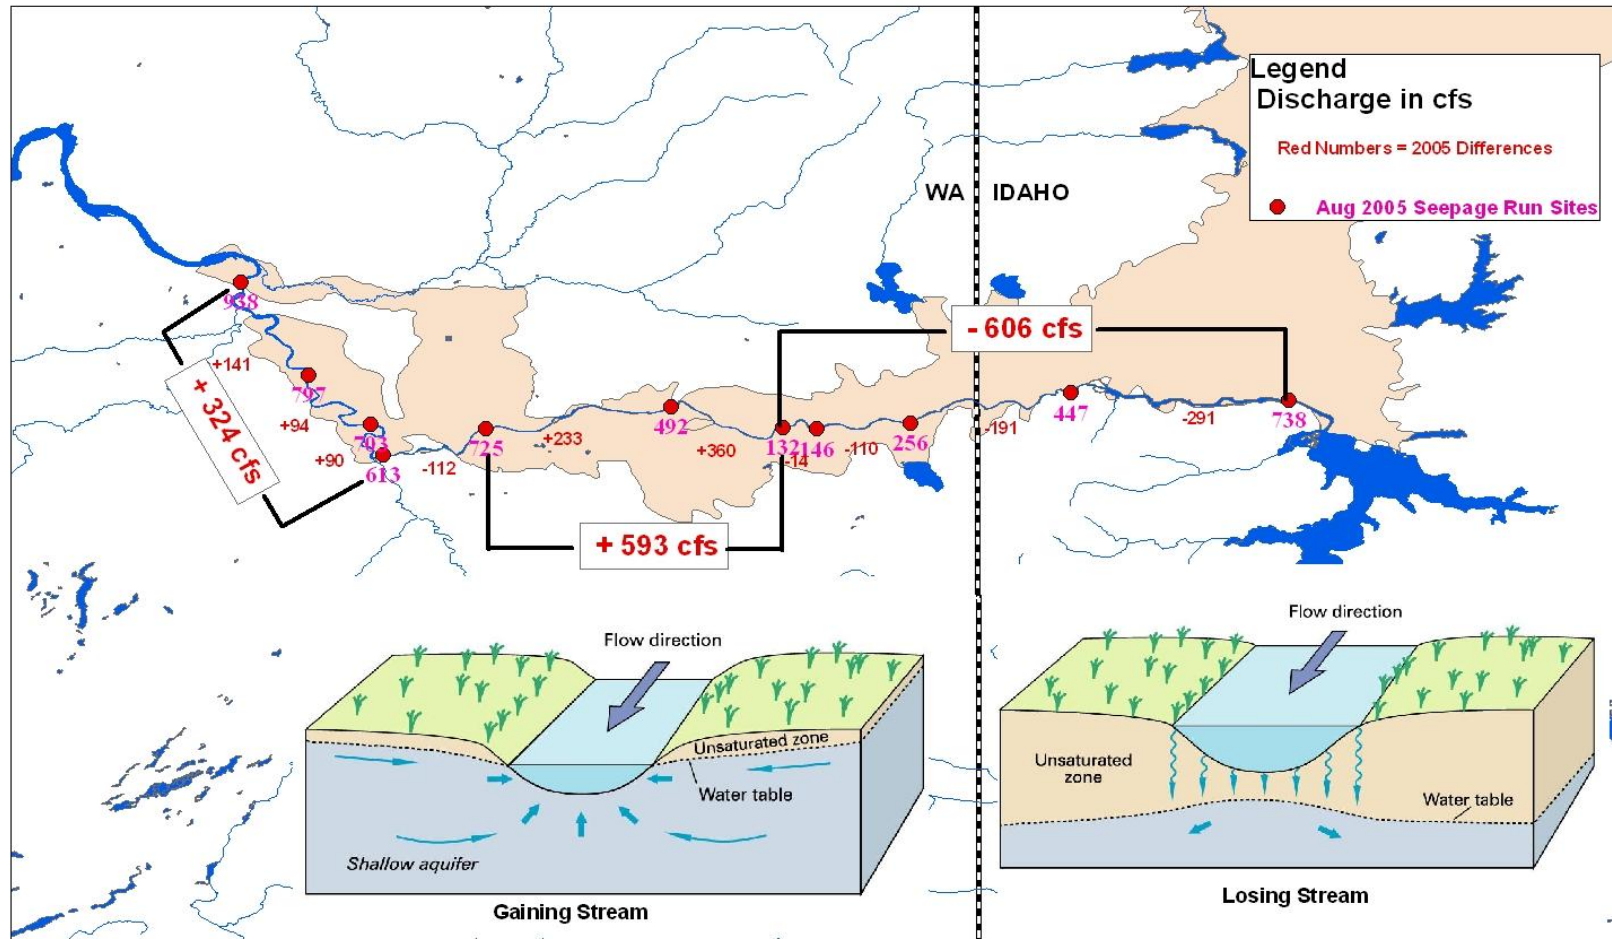 Legend
Discharge in cfs
Red Numbers = 2005 Differences
Aug 2005 Seepage Run Sites
WA IDAHO
938
- 606 cfs
+141
797
+ 324 cfs
447
738
-291
492
+94
703
725
+233
+360
132
146
-14
-110
256
-191
+90
613
-112
+ 593 cfs
Flow direction
Unsaturated zone
Water table
Shallow aquifer
Gaining Stream
Flow direction
Unsaturated
zone
Water table
Losing Stream